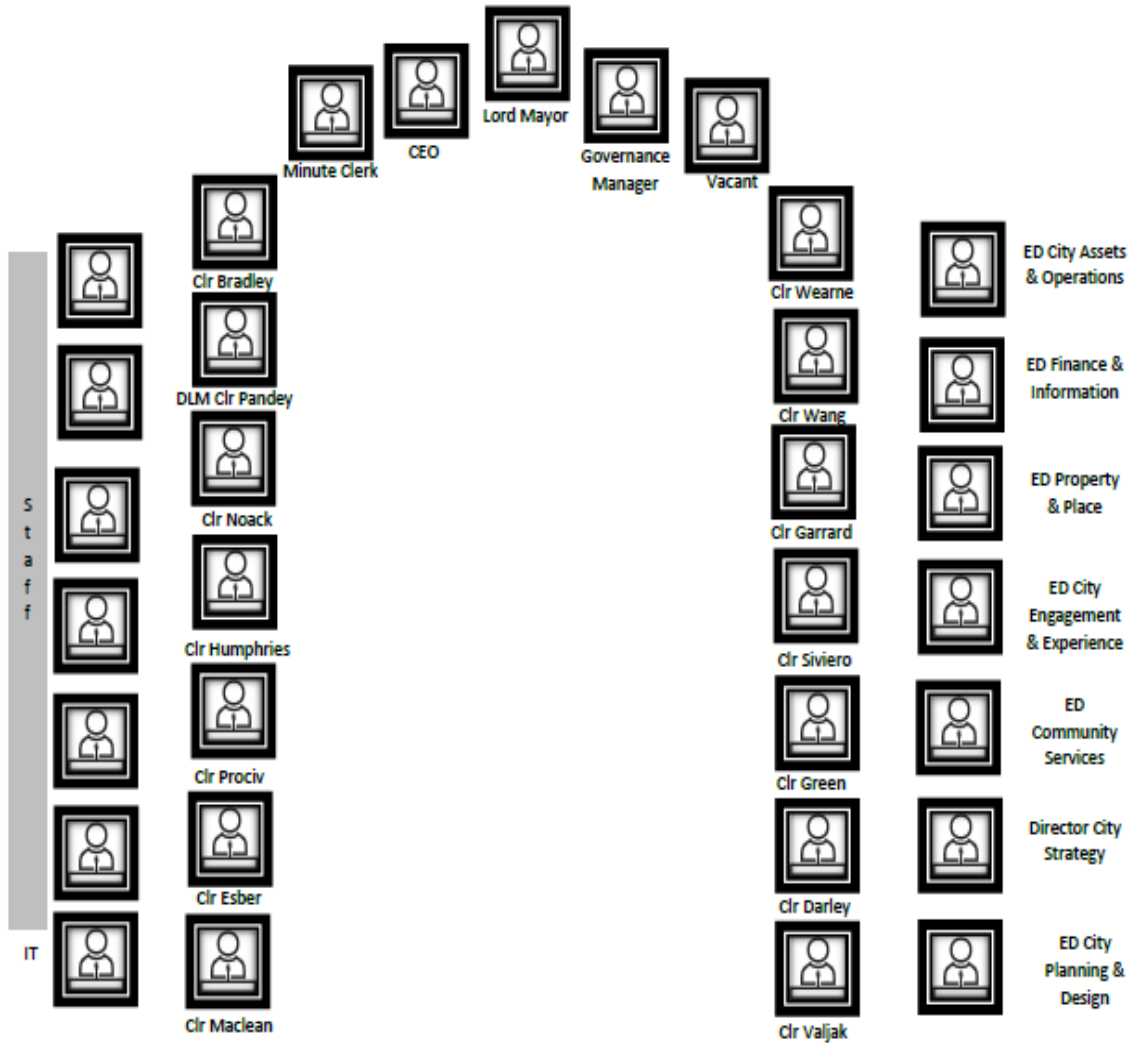 Lord Mayor
CEO
Minute Clerk
Governance
Manager
Vacant
Clr Bradley
DLM Clr Pandey
Clr Noack
Clr Humphries
Clr Prociv
Clr Esber
Clr Maclean
Staff
IT
Clr Wearne
Clr Wang
Clr Garrard
Clr Siviero
Clr Green
Clr Darley
Clr Valjak
ED City Assets
& Operations
ED Finance &
Information
ED Property
& Place
ED City
Engagement
& Experience
ED
Community
Services
Director City
Strategy
ED City
Planning &
Design